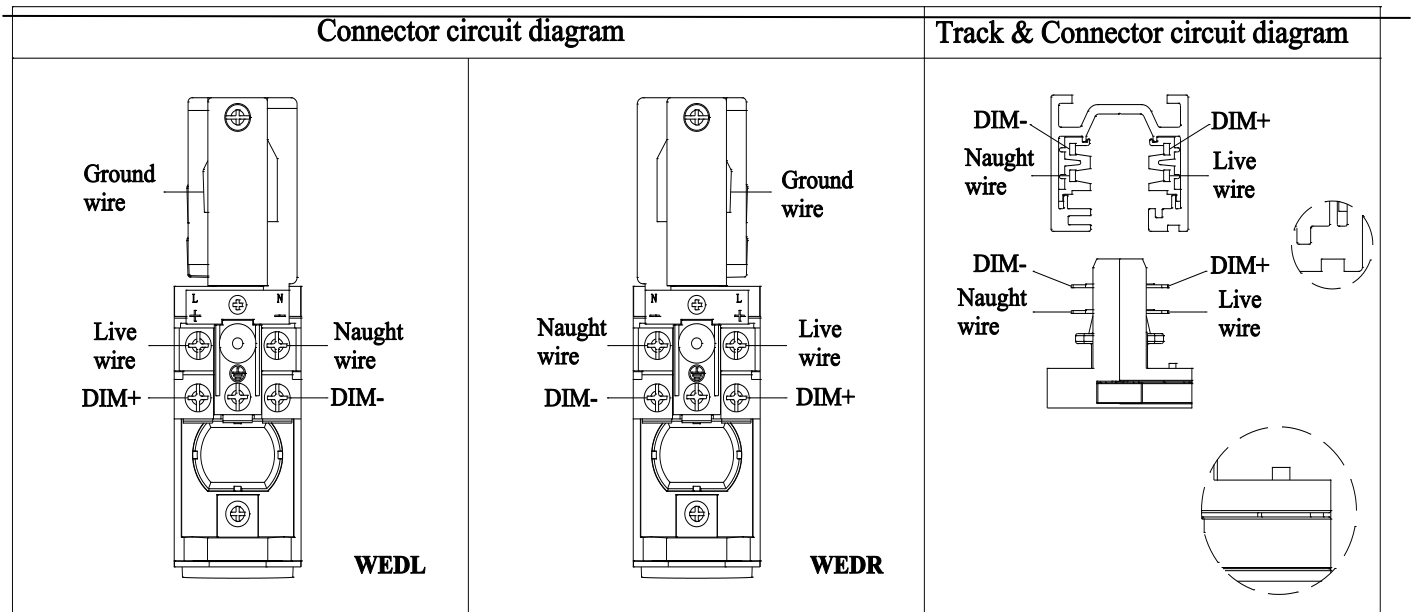 Connector circuit diagram
Track & Connector circuit diagram
Ground
wire
L
N
Live
wire
Naught
wire
DIM+
DIM-
WEDL
Ground
wire
N
L
Naught
wire
Live
wire
DIM-
DIM+
WEDR
DIM-
DIM+
Naught
wire
Live
wire
DIM-
DIM+
Naught
wire
Live
wire